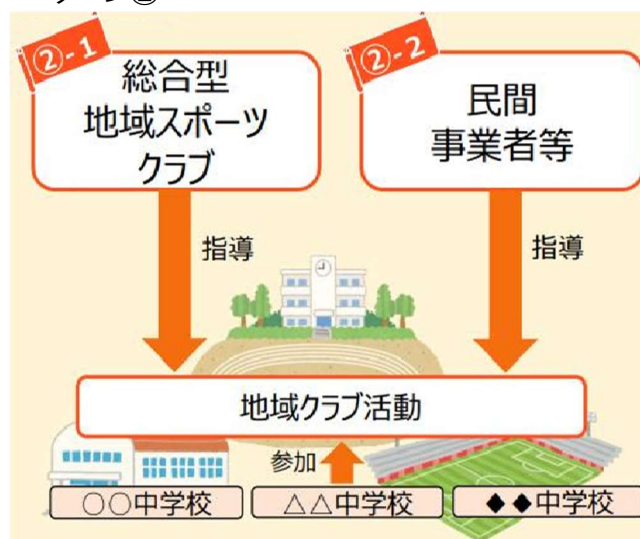 ②-1
総合型
地域スポーツ
クラブ
②-2
民間
事業者等
指導
指導
地域クラブ活動
参加
○○中学校
△△中学校
◆◆中学校